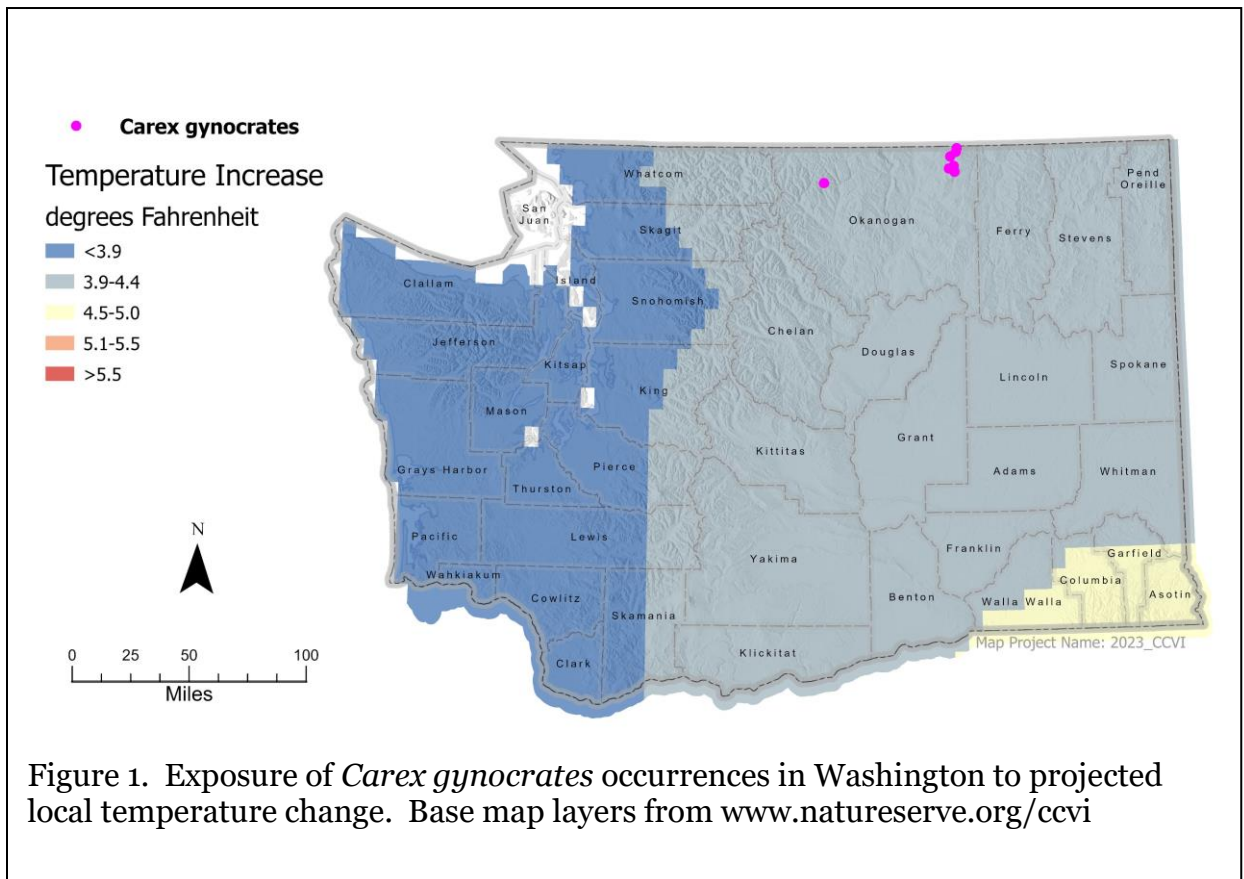 Carex gynocrates
Temperature Increase
degrees Fahrenheit
<3.9
3.9-4.4
4.5-5.0
5.1-5.5
>5.5
N
0 25 50 100
Miles
Whatcom
San
Juan
Skagit
Island
Clallam
Snohomish
Jefferson
Kitsap
King
Mason
Grays Harbor
Pierce
Thurston
Pacific
Lewis
Wahkiakum
Cowlitz
Skamania
Clark
Okanogan
Ferry
Stevens
Pend
Oreille
Chelan
Douglas
Lincoln
Spokane
Kittitas
Grant
Adams
Whitman
Yakima
Franklin
Garfield
Columbia
Benton
Walla Walla
Asotin
Klickitat
Map Project Name: 2023_CCVI
Figure 1. Exposure of Carex gynocrates occurrences in Washington to projected
local temperature change. Base map layers from www.natureserve.org/ccvi